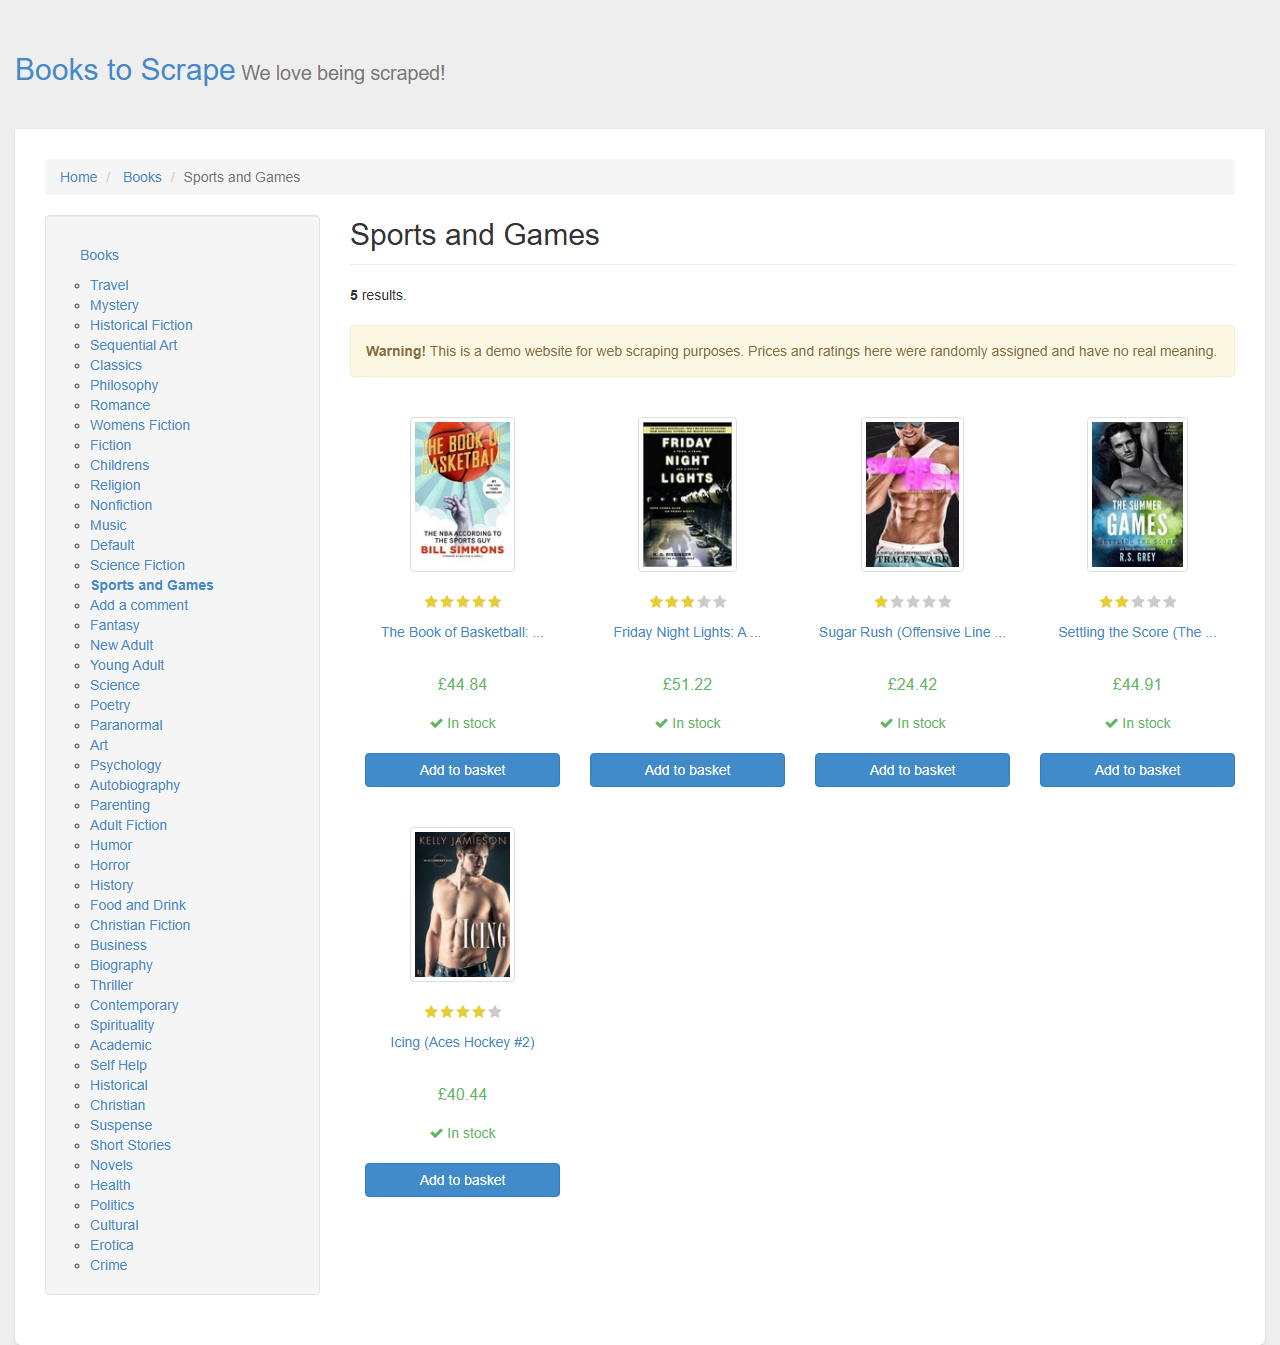 Books to Scrape We love being scraped!
Home / Books / Sports and Games
Books
Travel
Mystery
Historical Fiction
Sequential Art
Classics
Philosophy
Romance
Womens Fiction
Fiction
Childrens
Religion
Nonfiction
Music
Default
Science Fiction
Sports and Games
Add a comment
Fantasy
New Adult
Young Adult
Science
Poetry
Paranormal
Art
Psychology
Autobiography
Parenting
Adult Fiction
Humor
Horror
History
Food and Drink
Christian Fiction
Business
Biography
Thriller
Contemporary
Spirituality
Academic
Self Help
Historical
Christian
Suspense
Short Stories
Novels
Health
Politics
Cultural
Erotica
Crime
Sports and Games
5 results.
Warning! This is a demo website for web scraping purposes. Prices and ratings here were randomly assigned and have no real meaning.
THE BOOK OF
BASKETBALL
THE NBA ACCORDING TO
THE SPORTS GUY
BILL SIMMONS
The Book of Basketball: ...
£44.84
In stock
Add to basket
FRIDAY
NIGHT
LIGHTS
H. G. BISSINGER
Friday Night Lights: A ...
£51.22
In stock
Add to basket
SUGAR
RUSH
TRACEY WARD
Sugar Rush (Offensive Line ...
£24.42
In stock
Add to basket
THE SUMMER
GAMES
SETTLING THE SCORE
R.S. GREY
Settling the Score (The ...
£44.91
In stock
Add to basket
KELLY JAMIESON
ICING
Icing (Aces Hockey #2)
£40.44
In stock
Add to basket